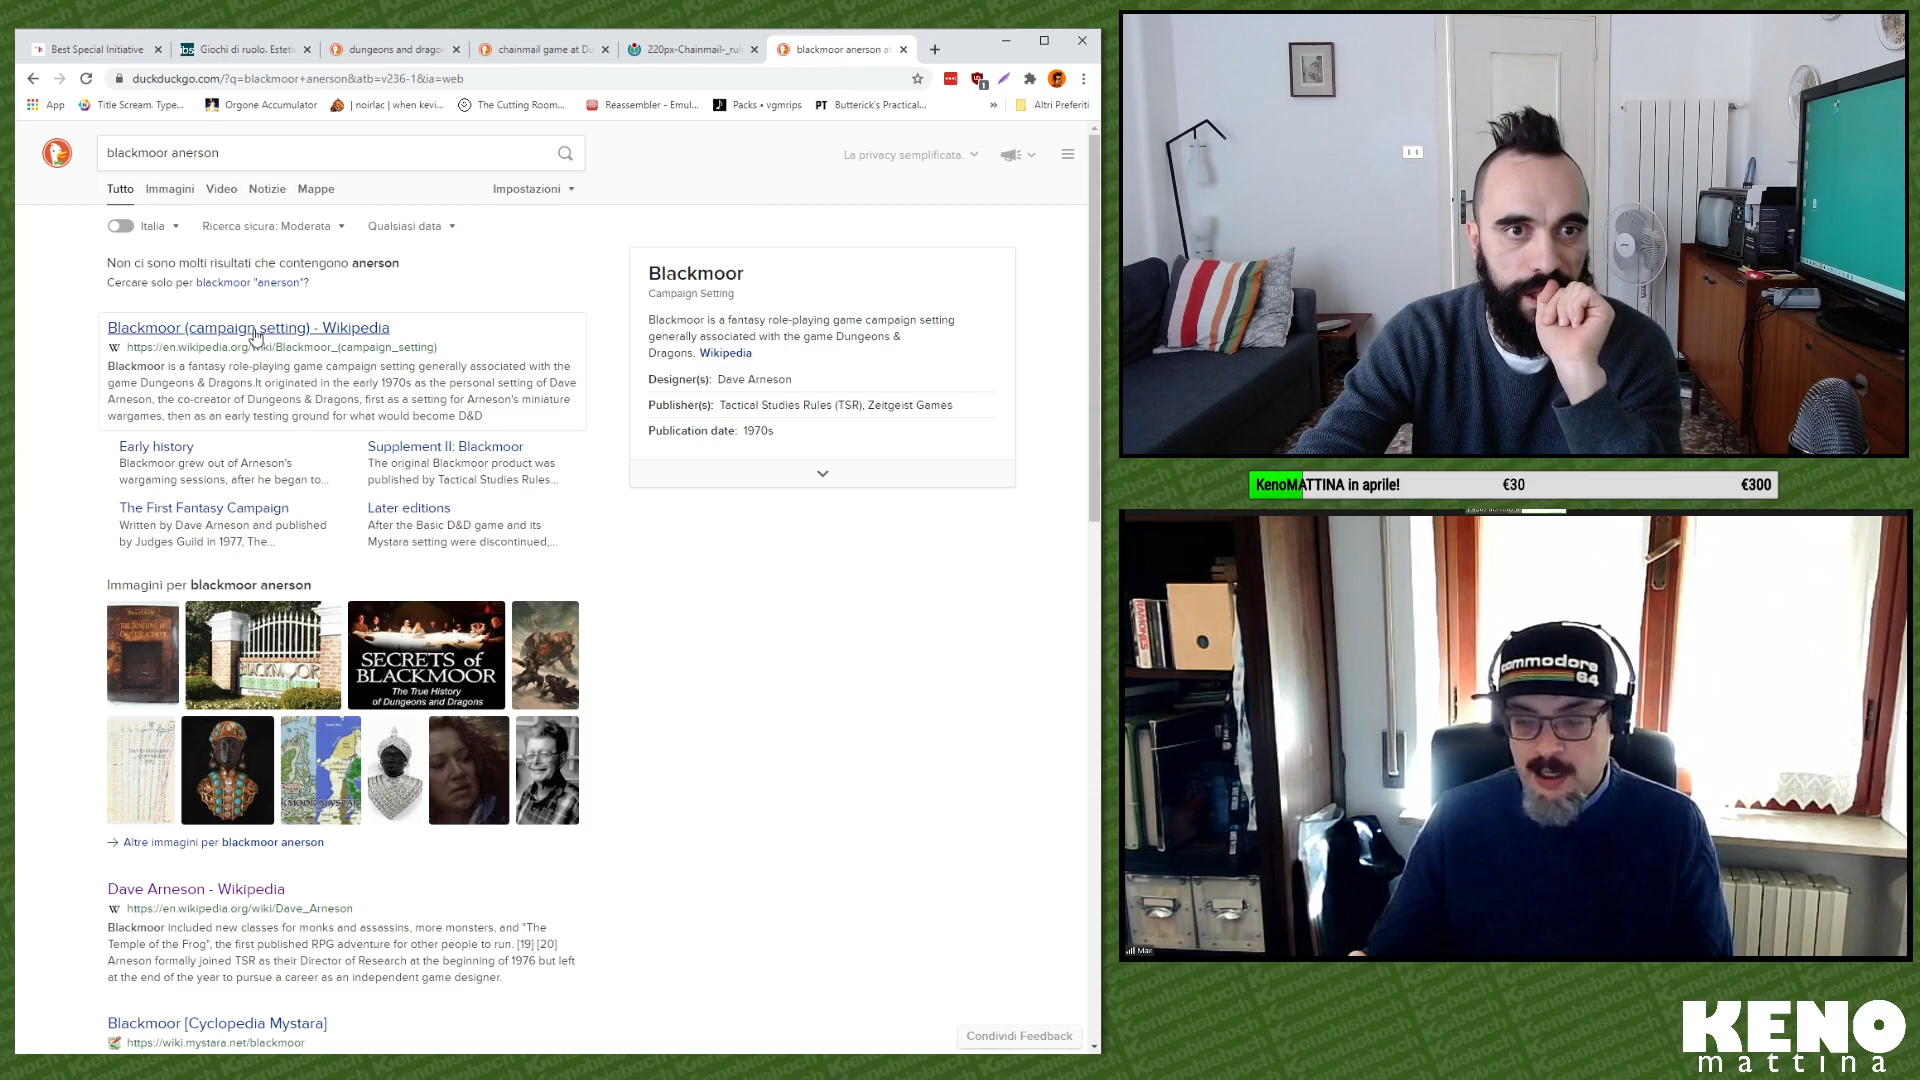 Best Special Initiative
Giochi di ruolo. Esteti
dungeons and drago
chainmail game at Du
220px-Chainmail-_rul
blackmoor anerson at
duckduckgo.com/?q=blackmoor+anerson&atb=v236-1&ia=web
App
Title Scream. Type...
Orgone Accumulator
| noirlac | when kevi...
The Cutting Room...
Reassembler - Emul...
Packs • vgmrips
PT Butterick's Practical...
»
Altri Preferiti
blackmoor anerson
La privacy semplificata.
Tutto
Immagini
Video
Notizie
Mappe
Impostazioni
Italia
Ricerca sicura: Moderata
Qualsiasi data
Non ci sono molti risultati che contengono anerson
Cercare solo per blackmoor "anerson"?
Blackmoor (campaign setting) - Wikipedia
W https://en.wikipedia.org/wiki/Blackmoor_(campaign_setting)
Blackmoor is a fantasy role-playing game campaign setting generally associated with the
game Dungeons & Dragons.It originated in the early 1970s as the personal setting of Dave
Arneson, the co-creator of Dungeons & Dragons, first as a setting for Arneson's miniature
wargames, then as an early testing ground for what would become D&D
Early history
Blackmoor grew out of Arneson's
wargaming sessions, after he began to...
Supplement II: Blackmoor
The original Blackmoor product was
published by Tactical Studies Rules...
The First Fantasy Campaign
Written by Dave Arneson and published
by Judges Guild in 1977, The...
Later editions
After the Basic D&D game and its
Mystara setting were discontinued,...
Immagini per blackmoor anerson
BLACKMOOR
SECRETS of
BLACKMOOR
The True History
of Dungeons and Dragons
→ Altre immagini per blackmoor anerson
Dave Arneson - Wikipedia
W https://en.wikipedia.org/wiki/Dave_Arneson
Blackmoor included new classes for monks and assassins, more monsters, and "The
Temple of the Frog", the first published RPG adventure for other people to run. [19] [20]
Arneson formally joined TSR as their Director of Research at the beginning of 1976 but left
at the end of the year to pursue a career as an independent game designer.
Blackmoor [Cyclopedia Mystara]
https://wiki.mystara.net/blackmoor
Blackmoor
Campaign Setting
Blackmoor is a fantasy role-playing game campaign setting
generally associated with the game Dungeons &
Dragons. Wikipedia
Designer(s): Dave Arneson
Publisher(s): Tactical Studies Rules (TSR), Zeitgeist Games
Publication date: 1970s
Condividi Feedback
KenoMATTINA in aprile!
€30
€300
RAMONES
commodore
64
Max
KENO
mattina